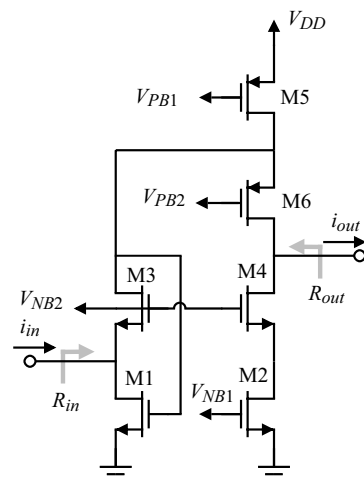 VDD
VPB1
M5
VPB2
M6
iout
M3
M4
VNB2
Rout
iin
Rin
M1
VNB1
M2